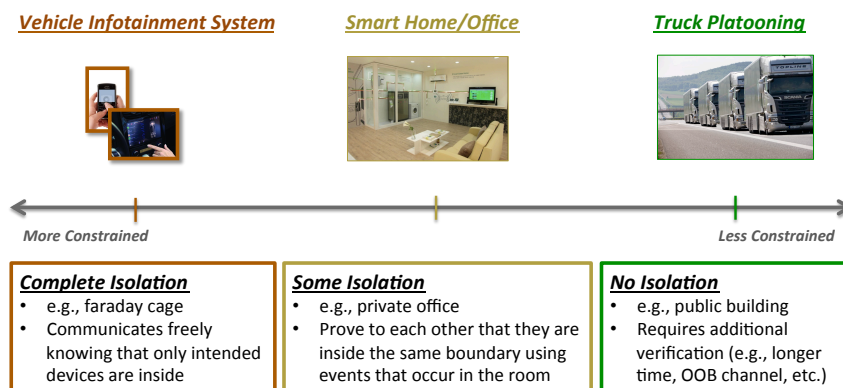 Vehicle Infotainment System
Smart Home/Office
Truck Platooning
TOPLINE
More Constrained
Less Constrained
Complete Isolation
• e.g., faraday cage
• Communicates freely
knowing that only intended
devices are inside
Some Isolation
• e.g., private office
• Prove to each other that they are
inside the same boundary using
events that occur in the room
No Isolation
• e.g., public building
• Requires additional
verification (e.g., longer
time, OOB channel, etc.)